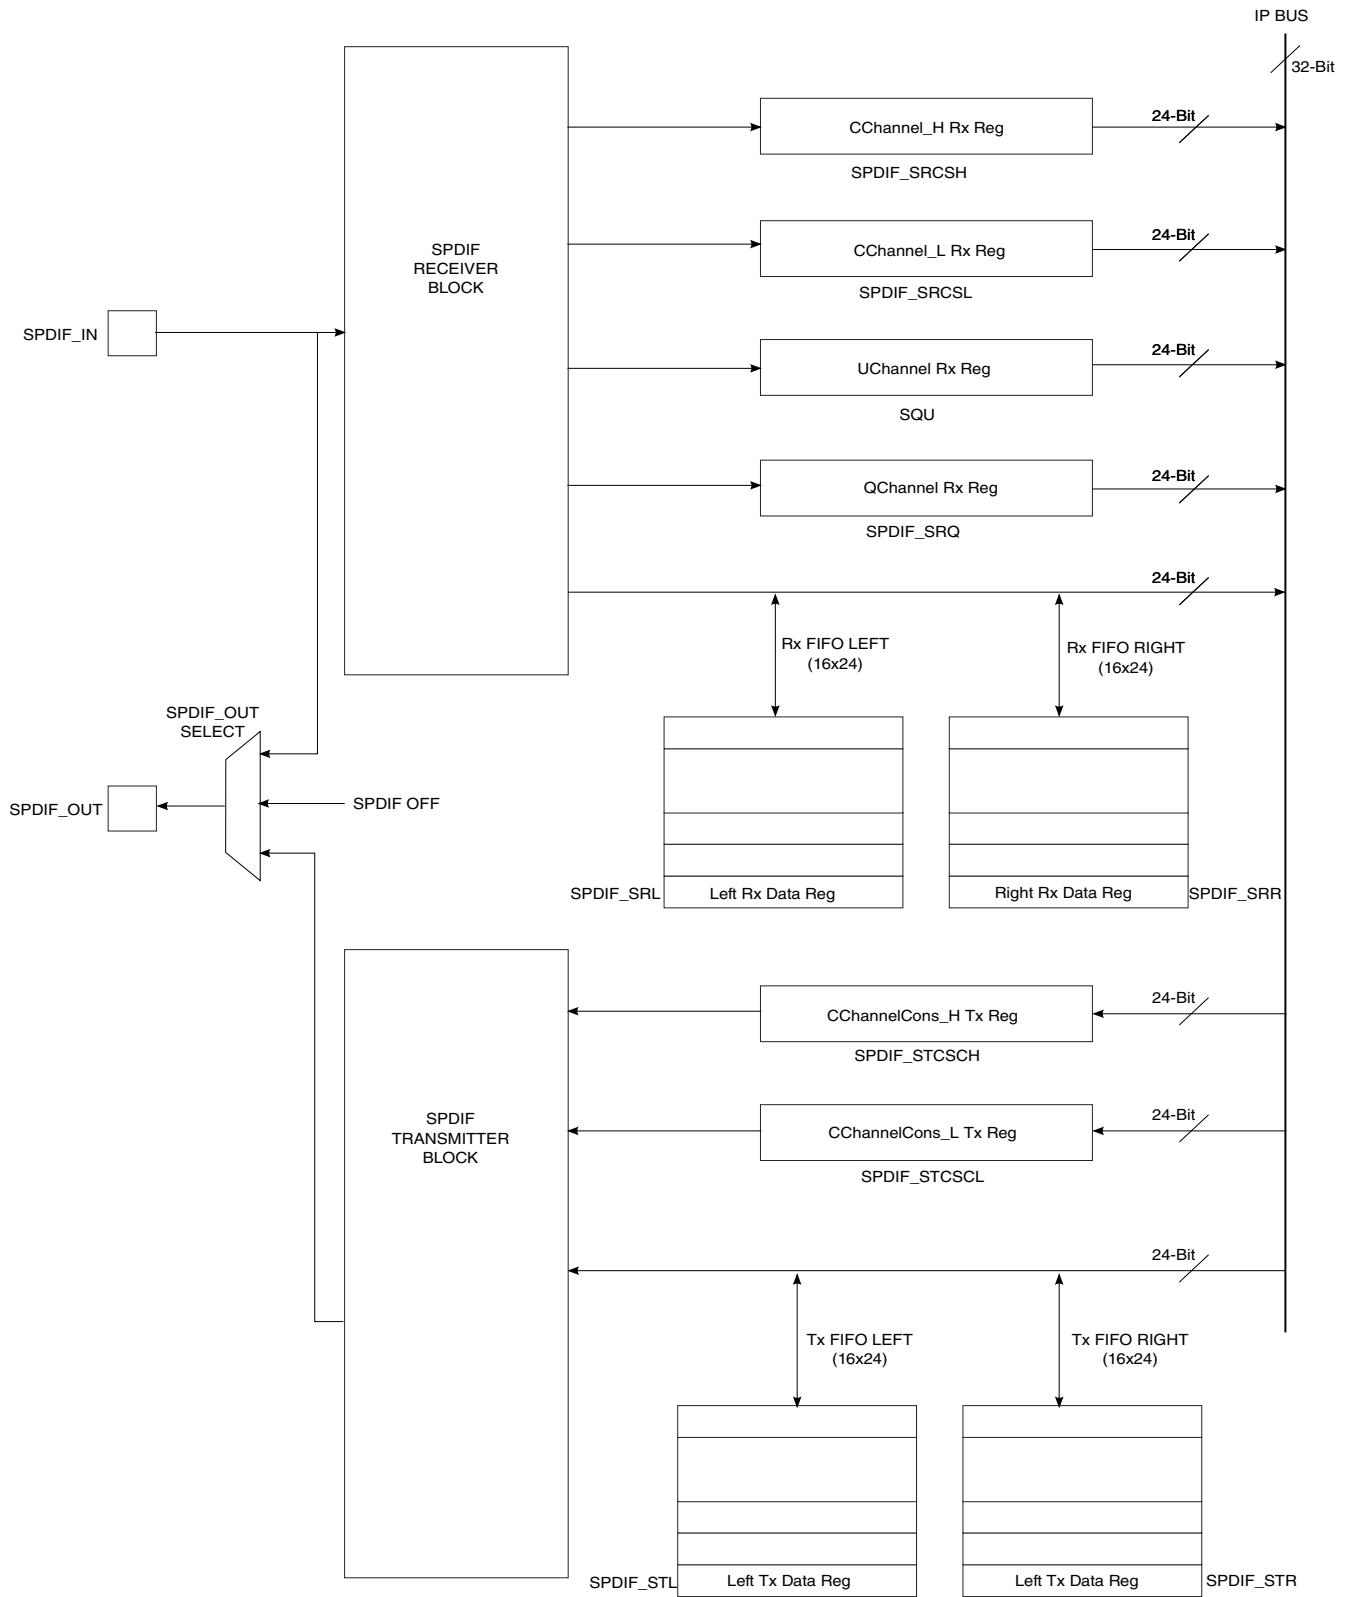 IP BUS
32-Bit
24-Bit
CChannel_H Rx Reg
SPDIF_SRCSH
24-Bit
CChannel_L Rx Reg
SPDIF_SRCSL
SPDIF
RECEIVER
BLOCK
SPDIF_IN
24-Bit
UChannel Rx Reg
SQU
24-Bit
QChannel Rx Reg
SPDIF_SRQ
24-Bit
Rx FIFO LEFT
(16x24)
Rx FIFO RIGHT
(16x24)
SPDIF_OUT
SELECT
SPDIF_OUT
SPDIF OFF
SPDIF_SRL
Left Rx Data Reg
Right Rx Data Reg
SPDIF_SRR
24-Bit
CChannelCons_H Tx Reg
SPDIF_STCSCH
SPDIF
TRANSMITTER
BLOCK
24-Bit
CChannelCons_L Tx Reg
SPDIF_STCSCL
24-Bit
Tx FIFO LEFT
(16x24)
Tx FIFO RIGHT
(16x24)
SPDIF_STL
Left Tx Data Reg
Left Tx Data Reg
SPDIF_STR